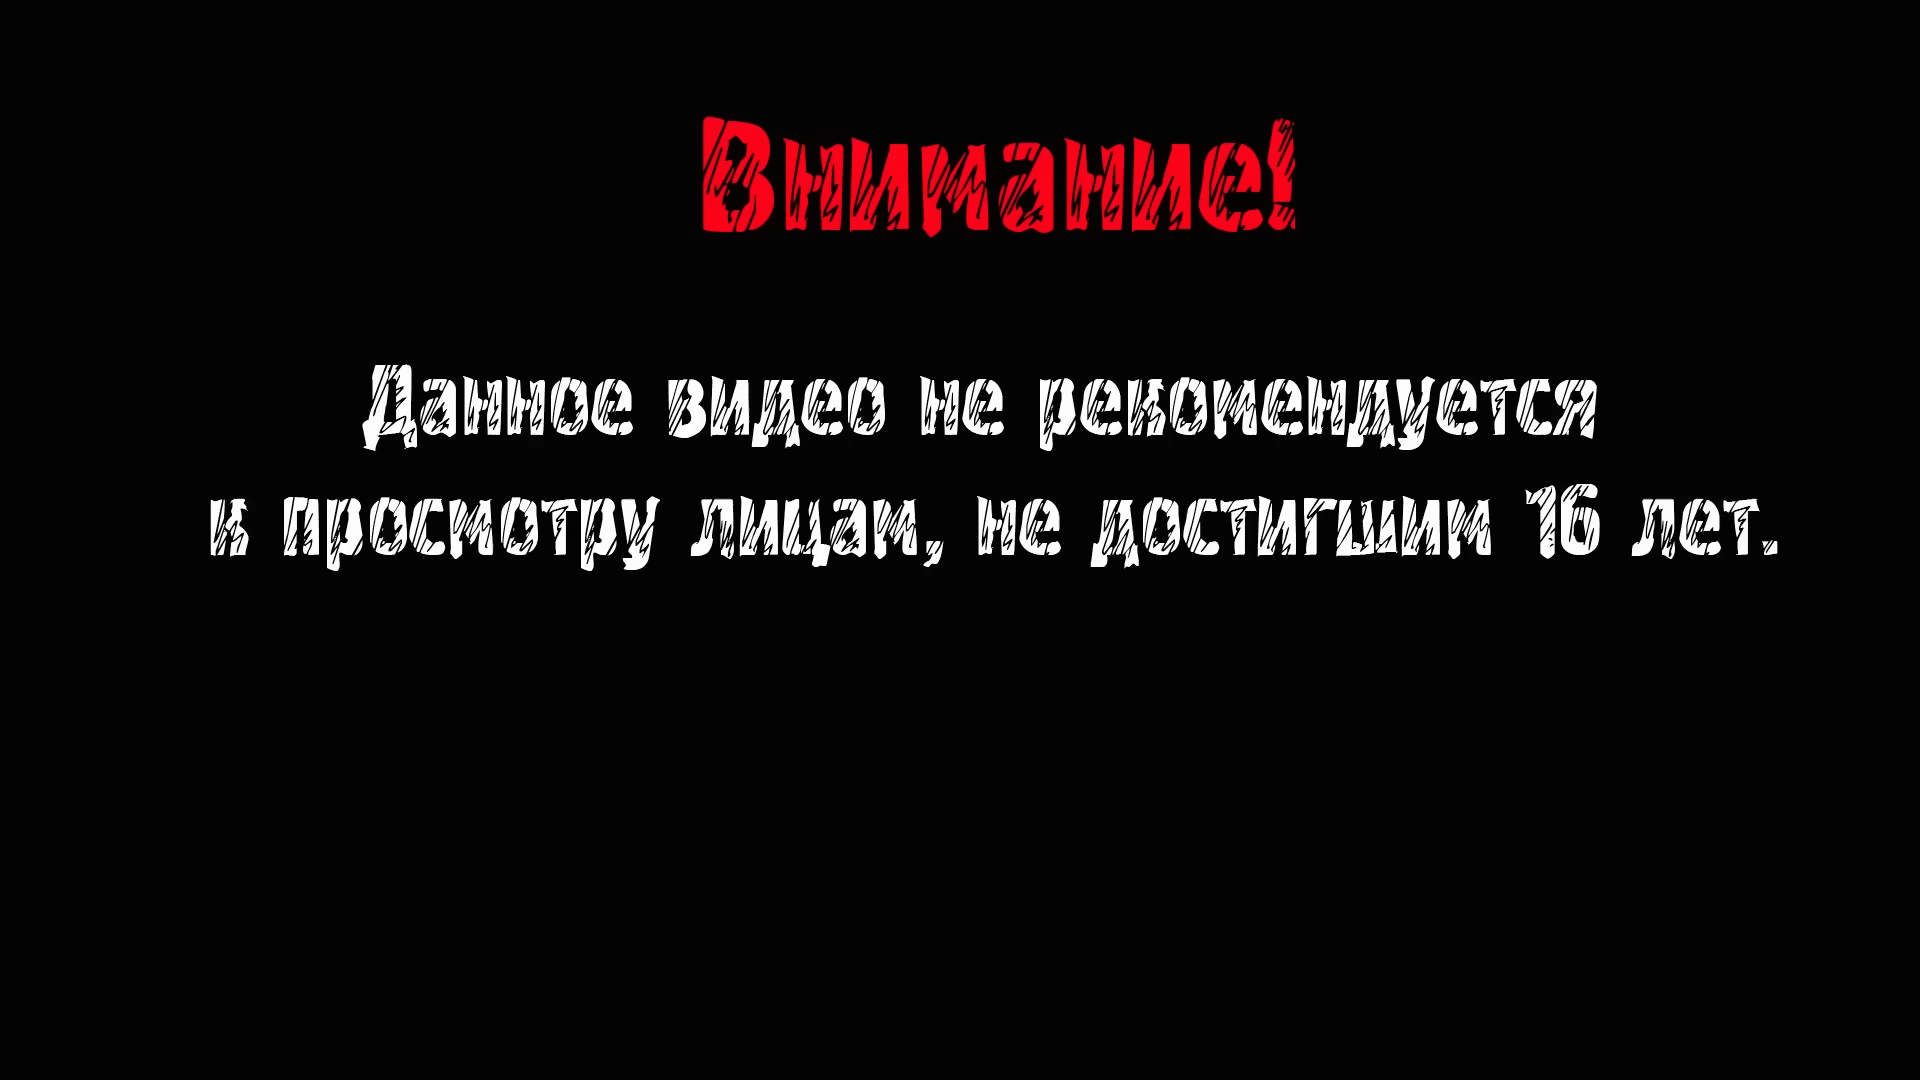 Внимание!
Данное видео не рекомендуется
к просмотру лицам, не достигшим 16 лет.